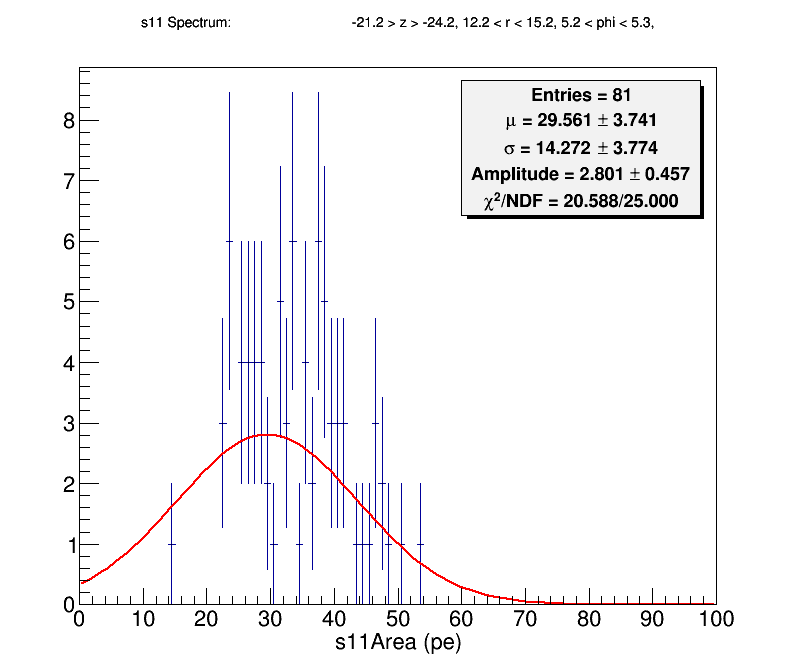 s11 Spectrum: -21.2 > z > -24.2, 12.2 < r < 15.2, 5.2 < phi < 5.3,
Entries = 81
μ = 29.561 ± 3.741
σ = 14.272 ± 3.774
Amplitude = 2.801 ± 0.457
χ²/NDF = 20.588/25.000
8
7
6
5
4
3
2
1
0
0 10 20 30 40 50 60 70 80 90 100
s11Area (pe)